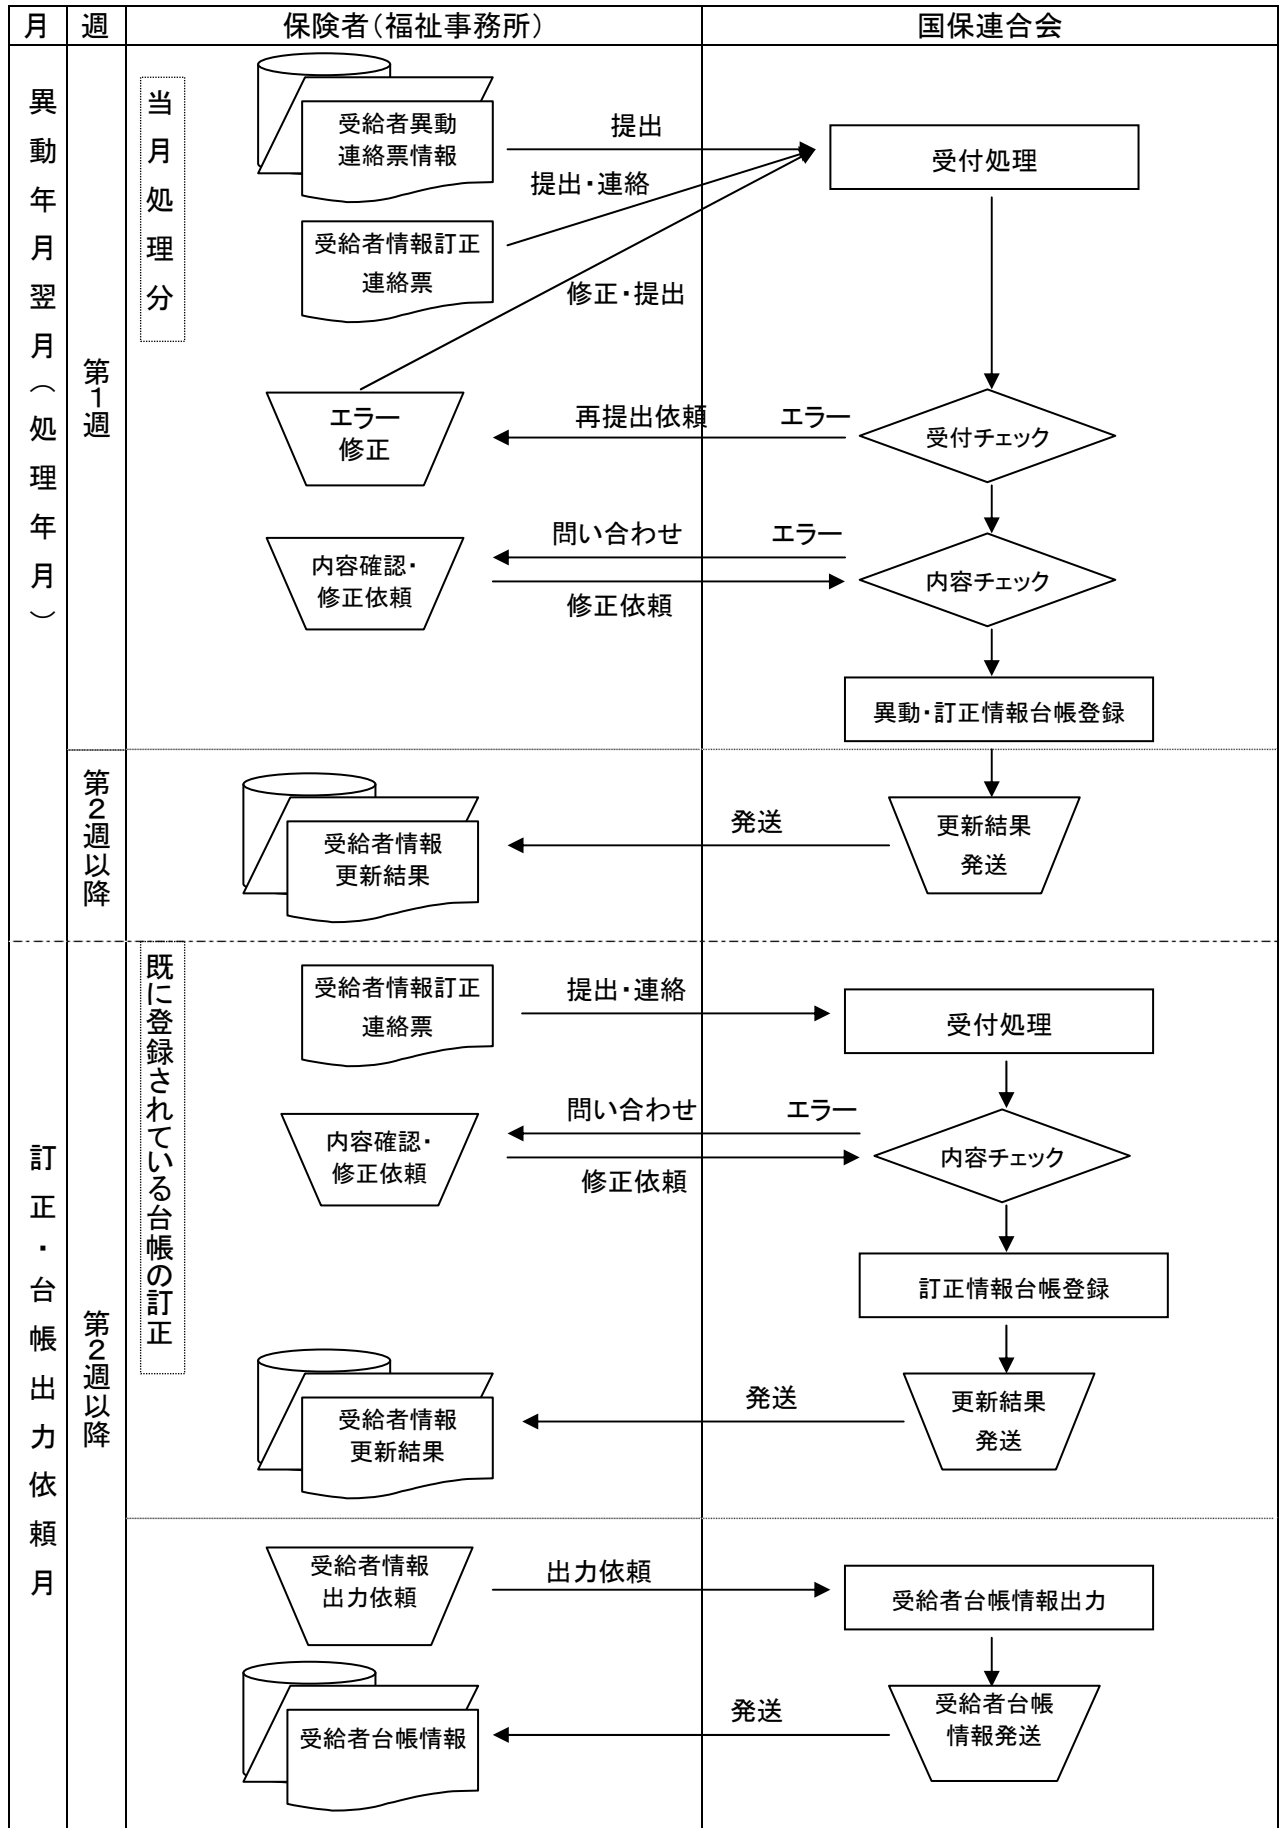 月
週
保険者（福祉事務所）
国保連合会
異動年月翌月（処理年月）
第1週
当月処理分
受給者異動
連絡票情報
提出
受付処理
提出・連絡
受給者情報訂正
連絡票
修正・提出
エラー
修正
再提出依頼
エラー
受付チェック
問い合わせ
エラー
内容確認・
修正依頼
修正依頼
内容チェック
異動・訂正情報台帳登録
第2週以降
受給者情報
更新結果
発送
更新結果
発送
訂正・台帳出力依頼月
第2週以降
既に登録されている台帳の訂正
受給者情報訂正
連絡票
提出・連絡
受付処理
問い合わせ
エラー
内容確認・
修正依頼
修正依頼
内容チェック
訂正情報台帳登録
受給者情報
更新結果
発送
更新結果
発送
受給者情報
出力依頼
出力依頼
受給者台帳情報出力
受給者台帳情報
発送
受給者台帳
情報発送